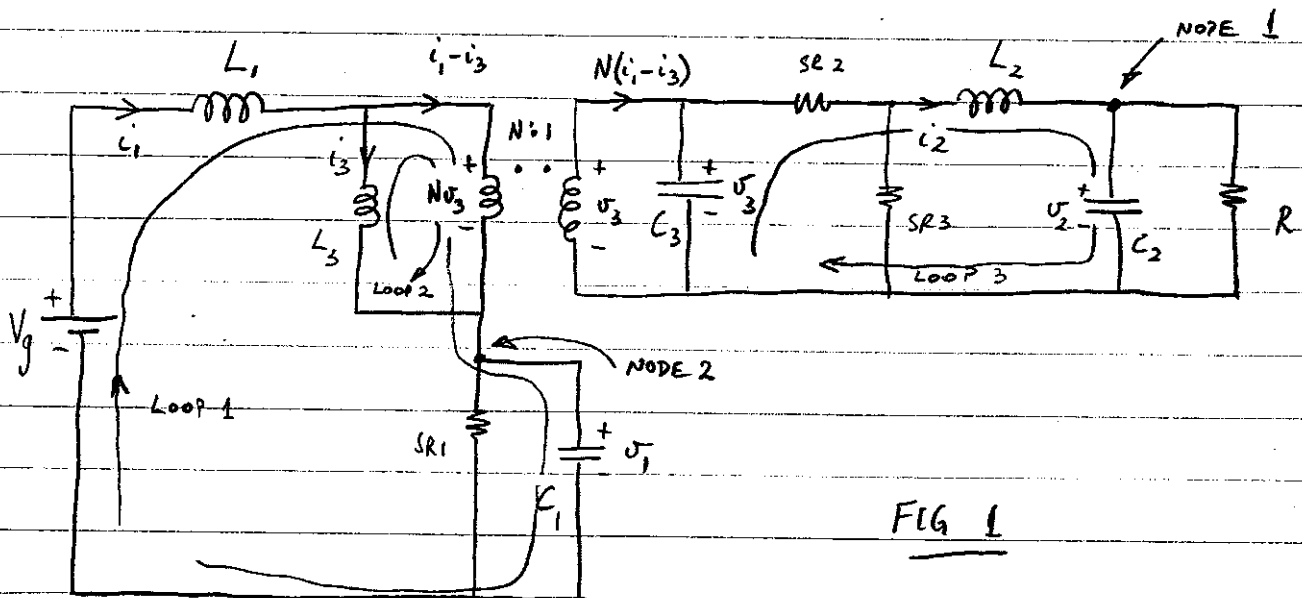 NODE 1
L₁ i₁-i₃ N(i₁-i₃) SR2 L₂
i₁ i₃ N:1 i₂
+ Nv₃ - + v₃ - + v₃ - C₃ SR3 + v₂ - C₂ R
L₃
LOOP 2 LOOP 3
+ Vg -
NODE 2
LOOP 1
SR1 + v₁
C₁
FIG 1